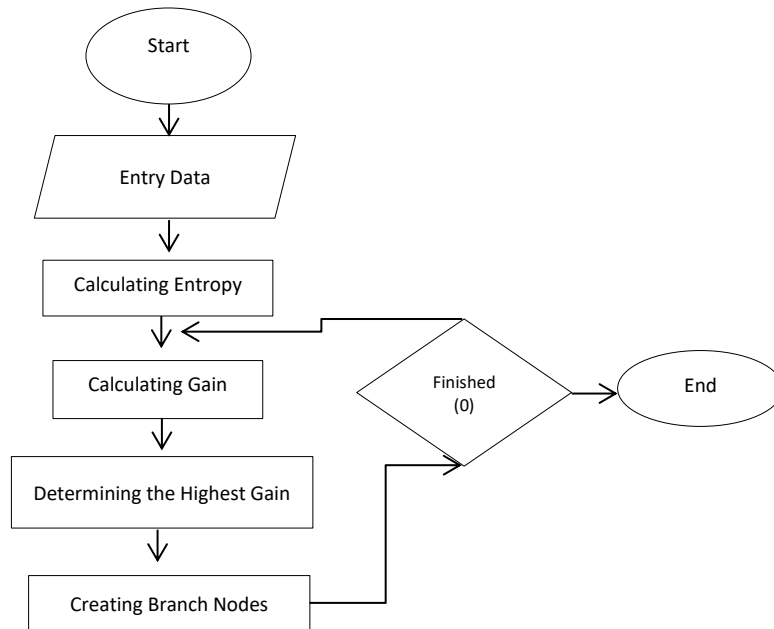 Start
Entry Data
Calculating Entropy
Calculating Gain
Finished
(0)
End
Determining the Highest Gain
Creating Branch Nodes